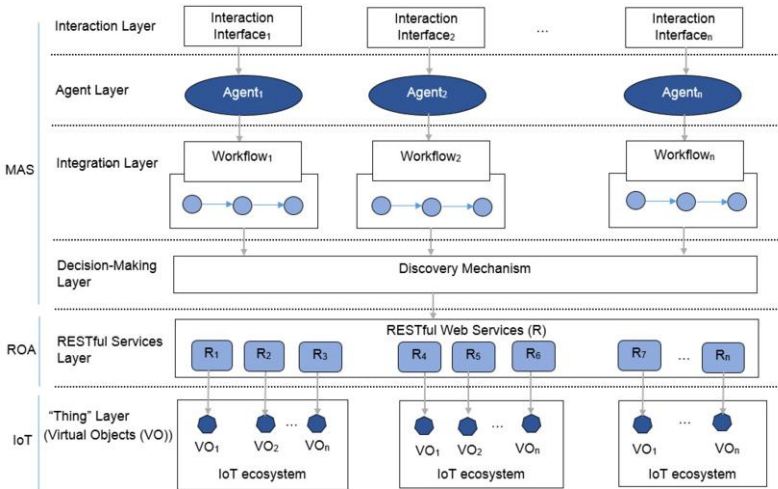 Interaction Layer
Interaction
Interface₁
Interaction
Interface₂
...
Interaction
Interfaceₙ
Agent Layer
Agent₁
Agent₂
Agentₙ
MAS
Integration Layer
Workflow₁
Workflow₂
Workflowₙ
Decision-Making
Layer
Discovery Mechanism
ROA
RESTful Services
Layer
RESTful Web Services (R)
R₁
R₂
R₃
R₄
R₅
R₆
R₇
...
Rₙ
IoT
“Thing” Layer
(Virtual Objects (VO))
...
...
...
VO₁
VO₂
VOₙ
VO₁
VO₂
VOₙ
VO₁
VOₙ
IoT ecosystem
IoT ecosystem
IoT ecosystem